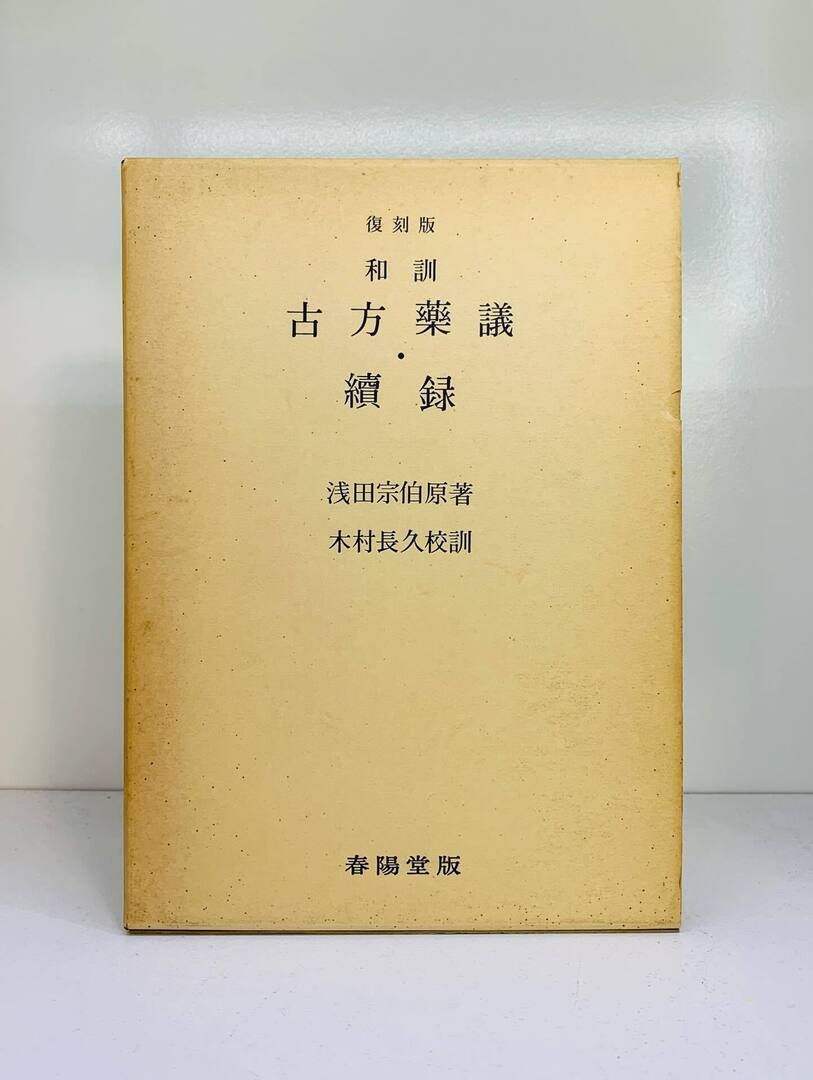 復刻版
和訓
古方藥議
・
續録
浅田宗伯原著
木村長久校訓
春陽堂版